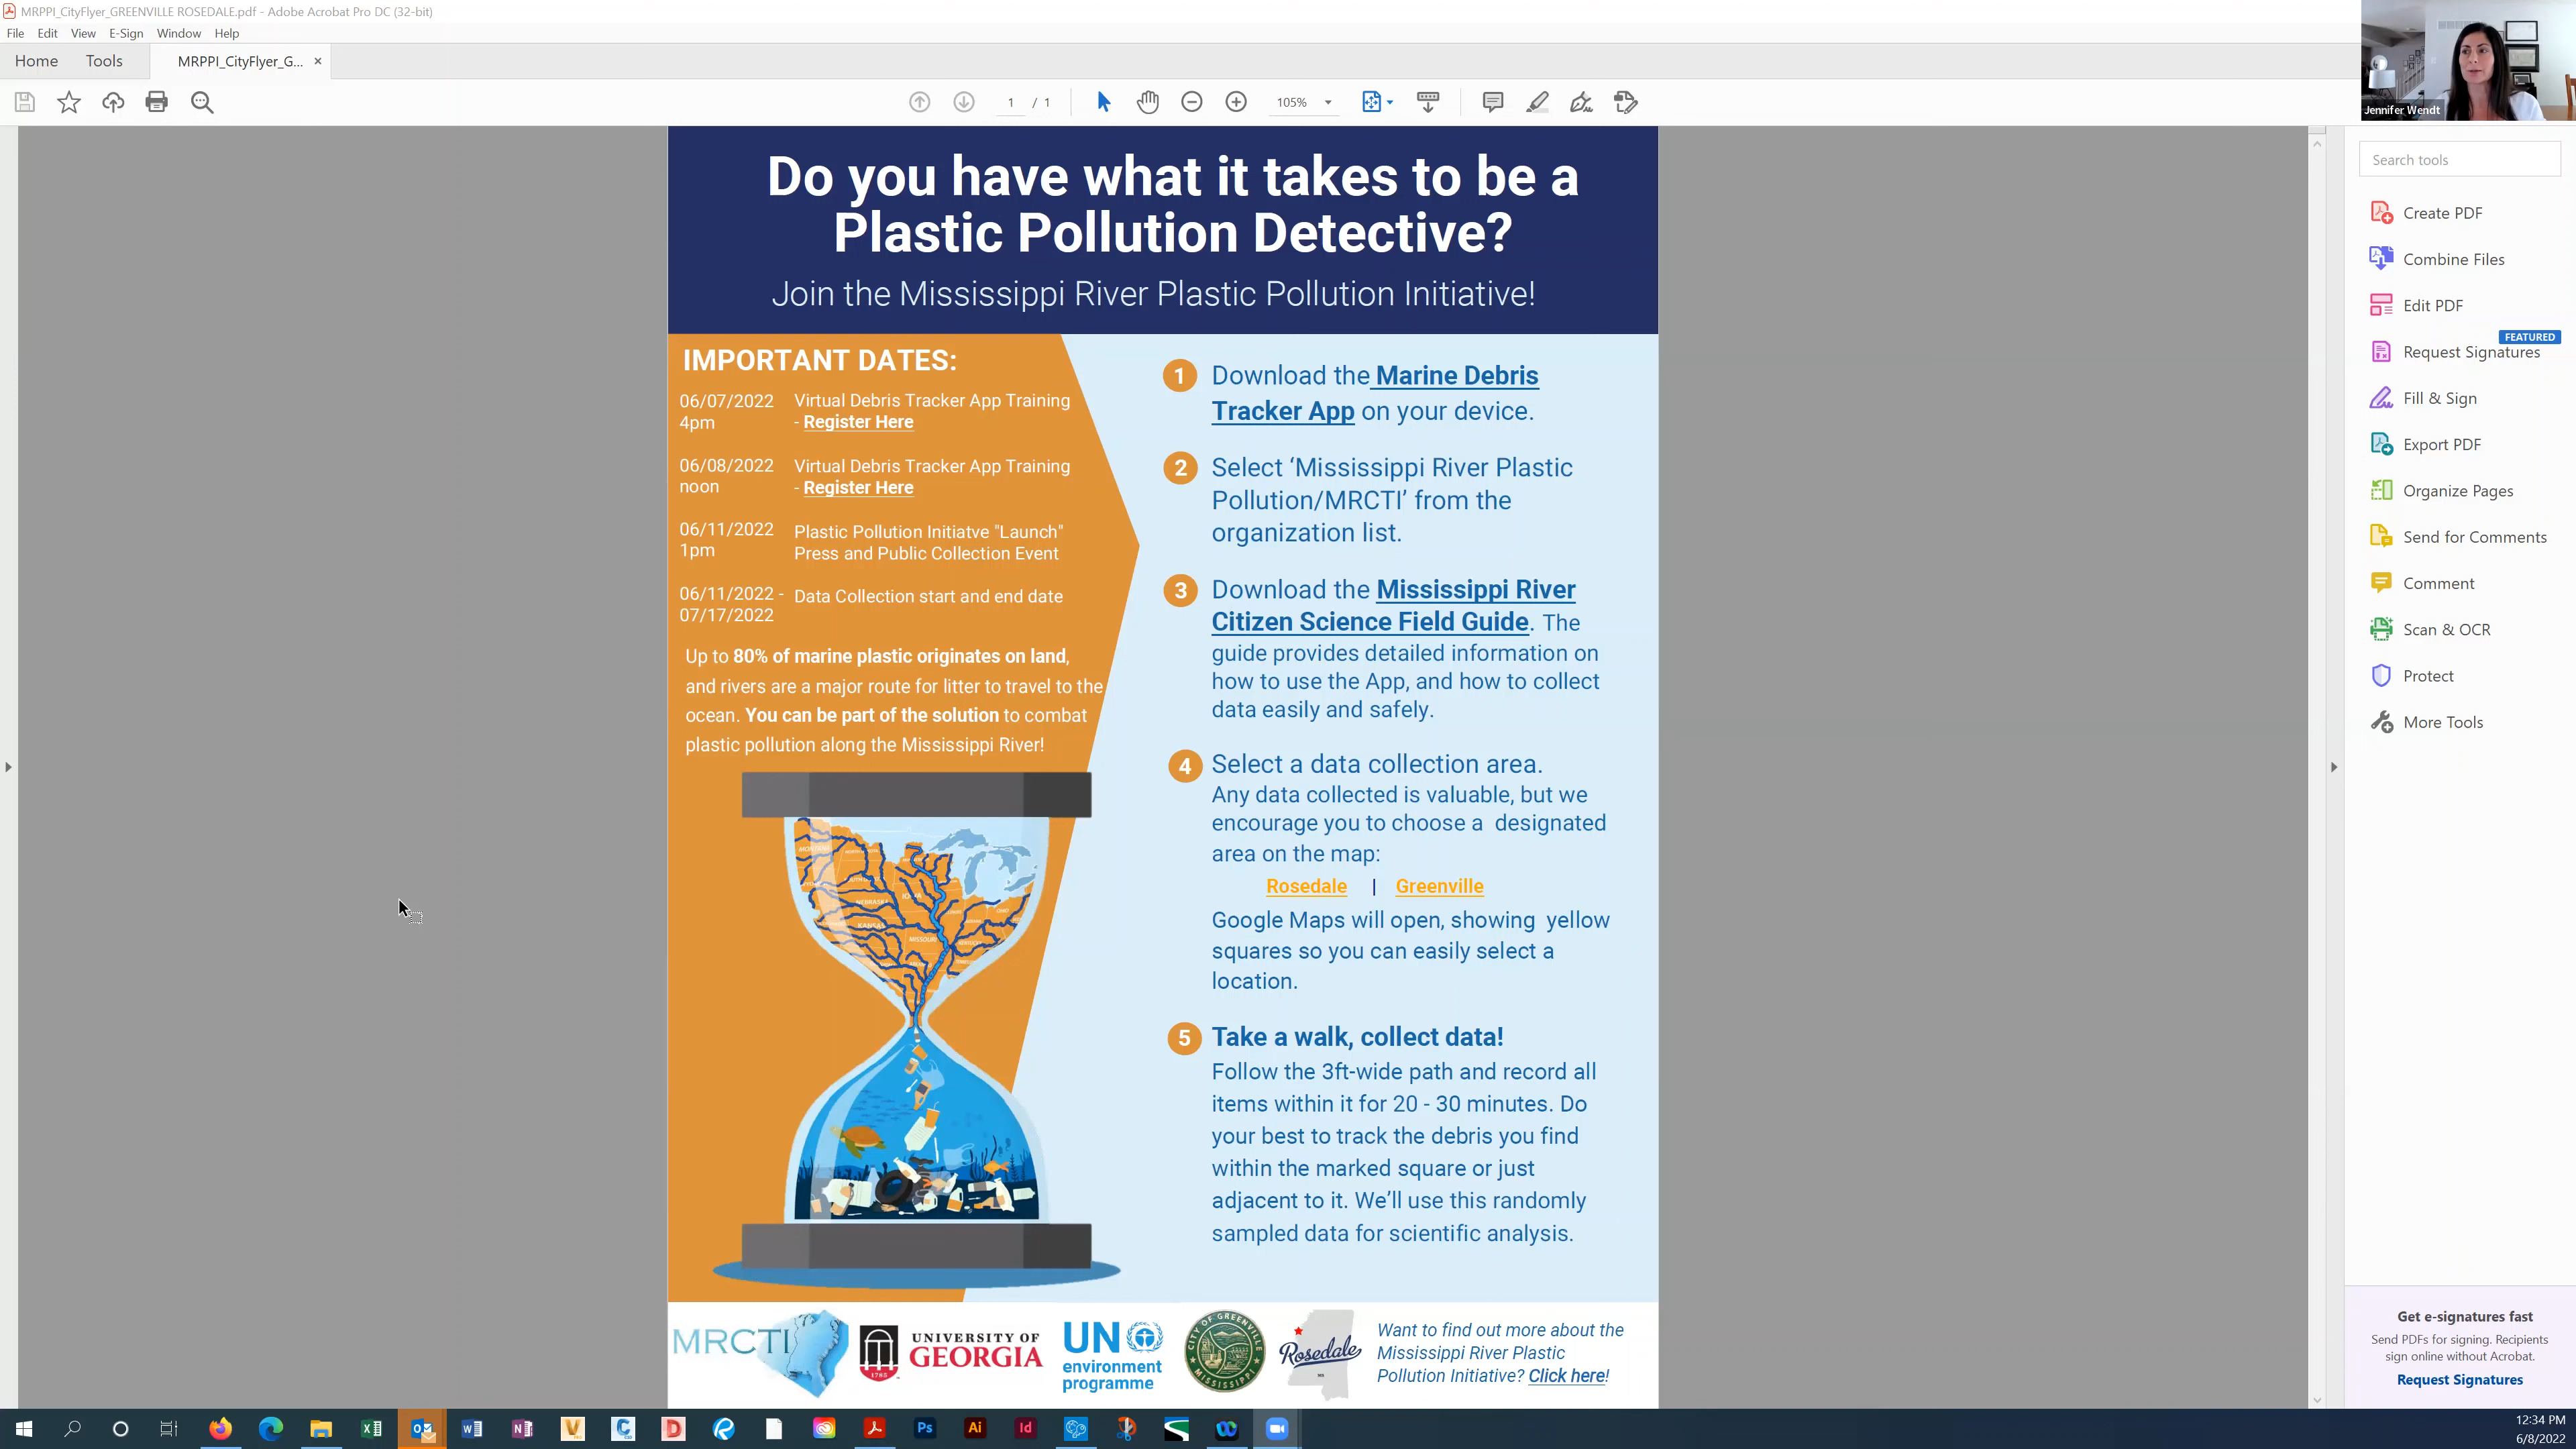 MRPPI_CityFlyer_GREENVILLE ROSEDALE.pdf - Adobe Acrobat Pro DC (32-bit)
File Edit View E-Sign Window Help
Home Tools MRPPI_CityFlyer_G... ×
1 / 1 105%
Jennifer Wendt
Do you have what it takes to be a
Plastic Pollution Detective?
Join the Mississippi River Plastic Pollution Initiative!
IMPORTANT DATES:
06/07/2022 Virtual Debris Tracker App Training
4pm - Register Here
06/08/2022 Virtual Debris Tracker App Training
noon - Register Here
06/11/2022 Plastic Pollution Initiatve "Launch"
1pm Press and Public Collection Event
06/11/2022 - Data Collection start and end date
07/17/2022
Up to 80% of marine plastic originates on land,
and rivers are a major route for litter to travel to the
ocean. You can be part of the solution to combat
plastic pollution along the Mississippi River!
MONTANA
IOWA
NEBRASKA
KANSAS
MISSOURI
OHIO
1 Download the Marine Debris
Tracker App on your device.
2 Select ‘Mississippi River Plastic
Pollution/MRCTI’ from the
organization list.
3 Download the Mississippi River
Citizen Science Field Guide. The
guide provides detailed information on
how to use the App, and how to collect
data easily and safely.
4 Select a data collection area.
Any data collected is valuable, but we
encourage you to choose a designated
area on the map:
Rosedale | Greenville
Google Maps will open, showing yellow
squares so you can easily select a
location.
5 Take a walk, collect data!
Follow the 3ft-wide path and record all
items within it for 20 - 30 minutes. Do
your best to track the debris you find
within the marked square or just
adjacent to it. We’ll use this randomly
sampled data for scientific analysis.
MRCTI
1785
UNIVERSITY OF
GEORGIA
UN
environment
programme
CITY OF GREENVILLE
MISSISSIPPI
Rosedale
MS
Want to find out more about the
Mississippi River Plastic
Pollution Initiative? Click here!
Search tools
Create PDF
Combine Files
Edit PDF
FEATURED
Request Signatures
Fill & Sign
Export PDF
Organize Pages
Send for Comments
Comment
Scan & OCR
Protect
More Tools
Get e-signatures fast
Send PDFs for signing. Recipients
sign online without Acrobat.
Request Signatures
Ps Ai Id
12:34 PM
6/8/2022